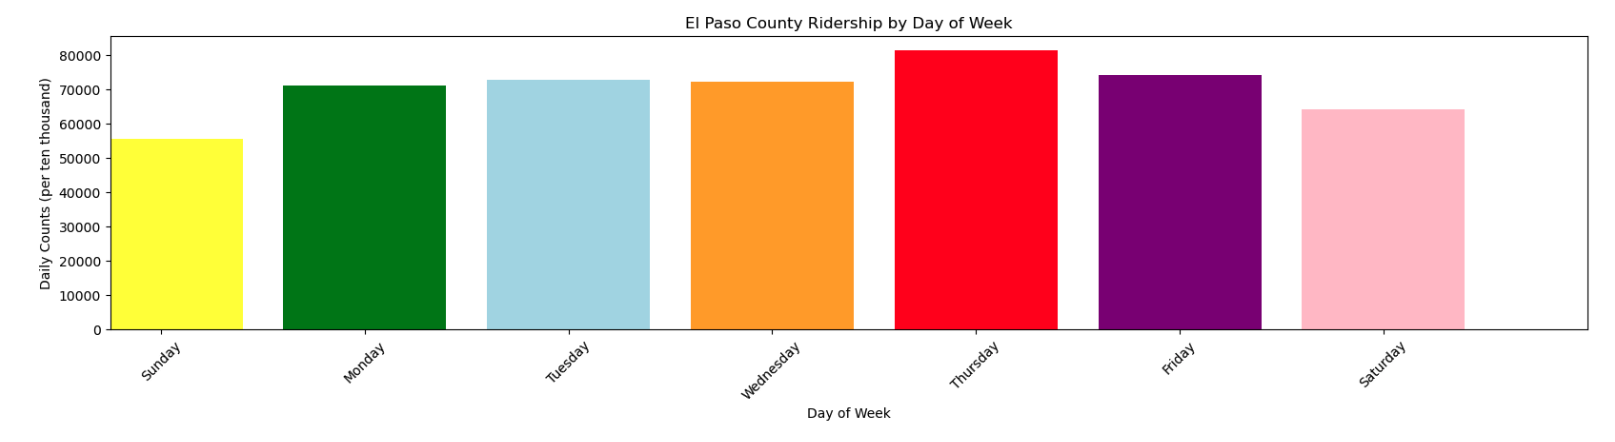 El Paso County Ridership by Day of Week
Daily Counts (per ten thousand)
80000
70000
60000
50000
40000
30000
20000
10000
0
Sunday
Monday
Tuesday
Wednesday
Thursday
Friday
Saturday
Day of Week